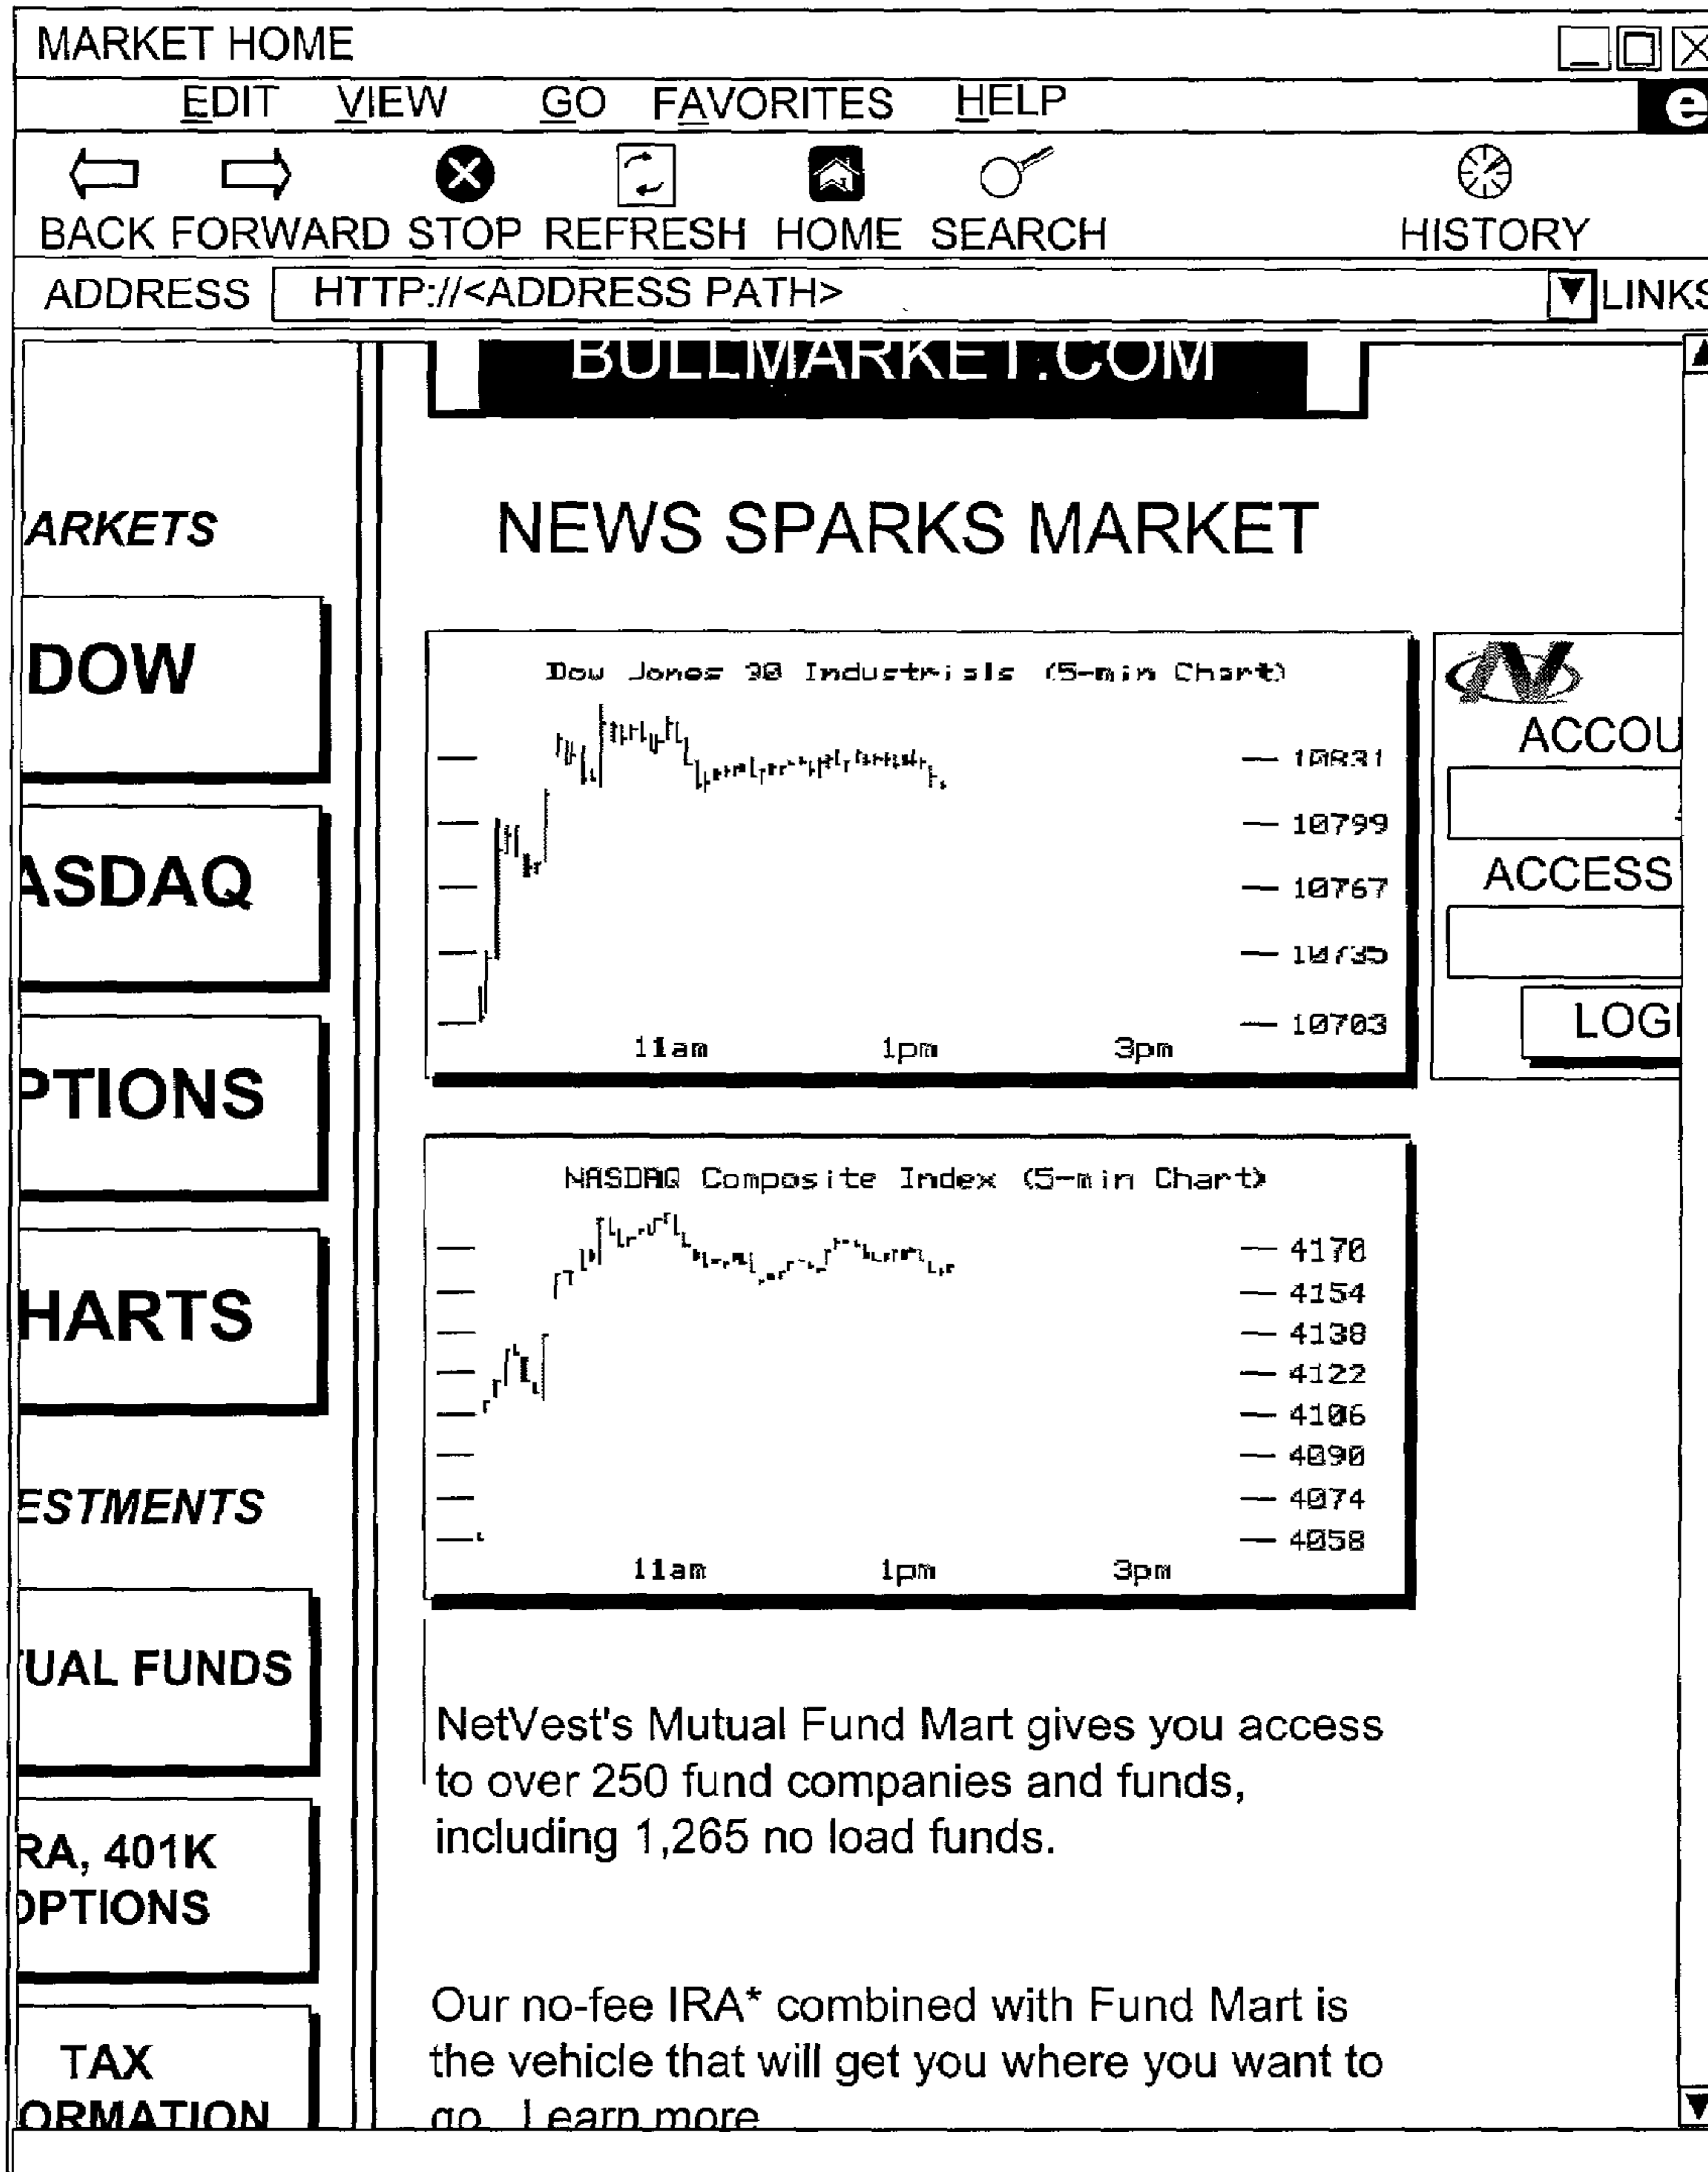 MARKET HOME
EDIT VIEW GO FAVORITES HELP
e
BACK FORWARD STOP REFRESH HOME SEARCH HISTORY
ADDRESS HTTP://<ADDRESS PATH> LINKS
BULLMARKET.COM
ARKETS
DOW
ASDAQ
PTIONS
HARTS
ESTMENTS
UAL FUNDS
RA, 401K
OPTIONS
TAX
ORMATION
NEWS SPARKS MARKET
Dow Jones 30 Industrials (5-min Chart)
10831
10799
10767
10735
10703
11am 1pm 3pm
ACCOU
ACCESS
LOGI
NASDAQ Composite Index (5-min Chart)
4170
4154
4138
4122
4106
4090
4074
4058
11am 1pm 3pm
NetVest's Mutual Fund Mart gives you access
to over 250 fund companies and funds,
including 1,265 no load funds.
Our no-fee IRA* combined with Fund Mart is
the vehicle that will get you where you want to
go. Learn more